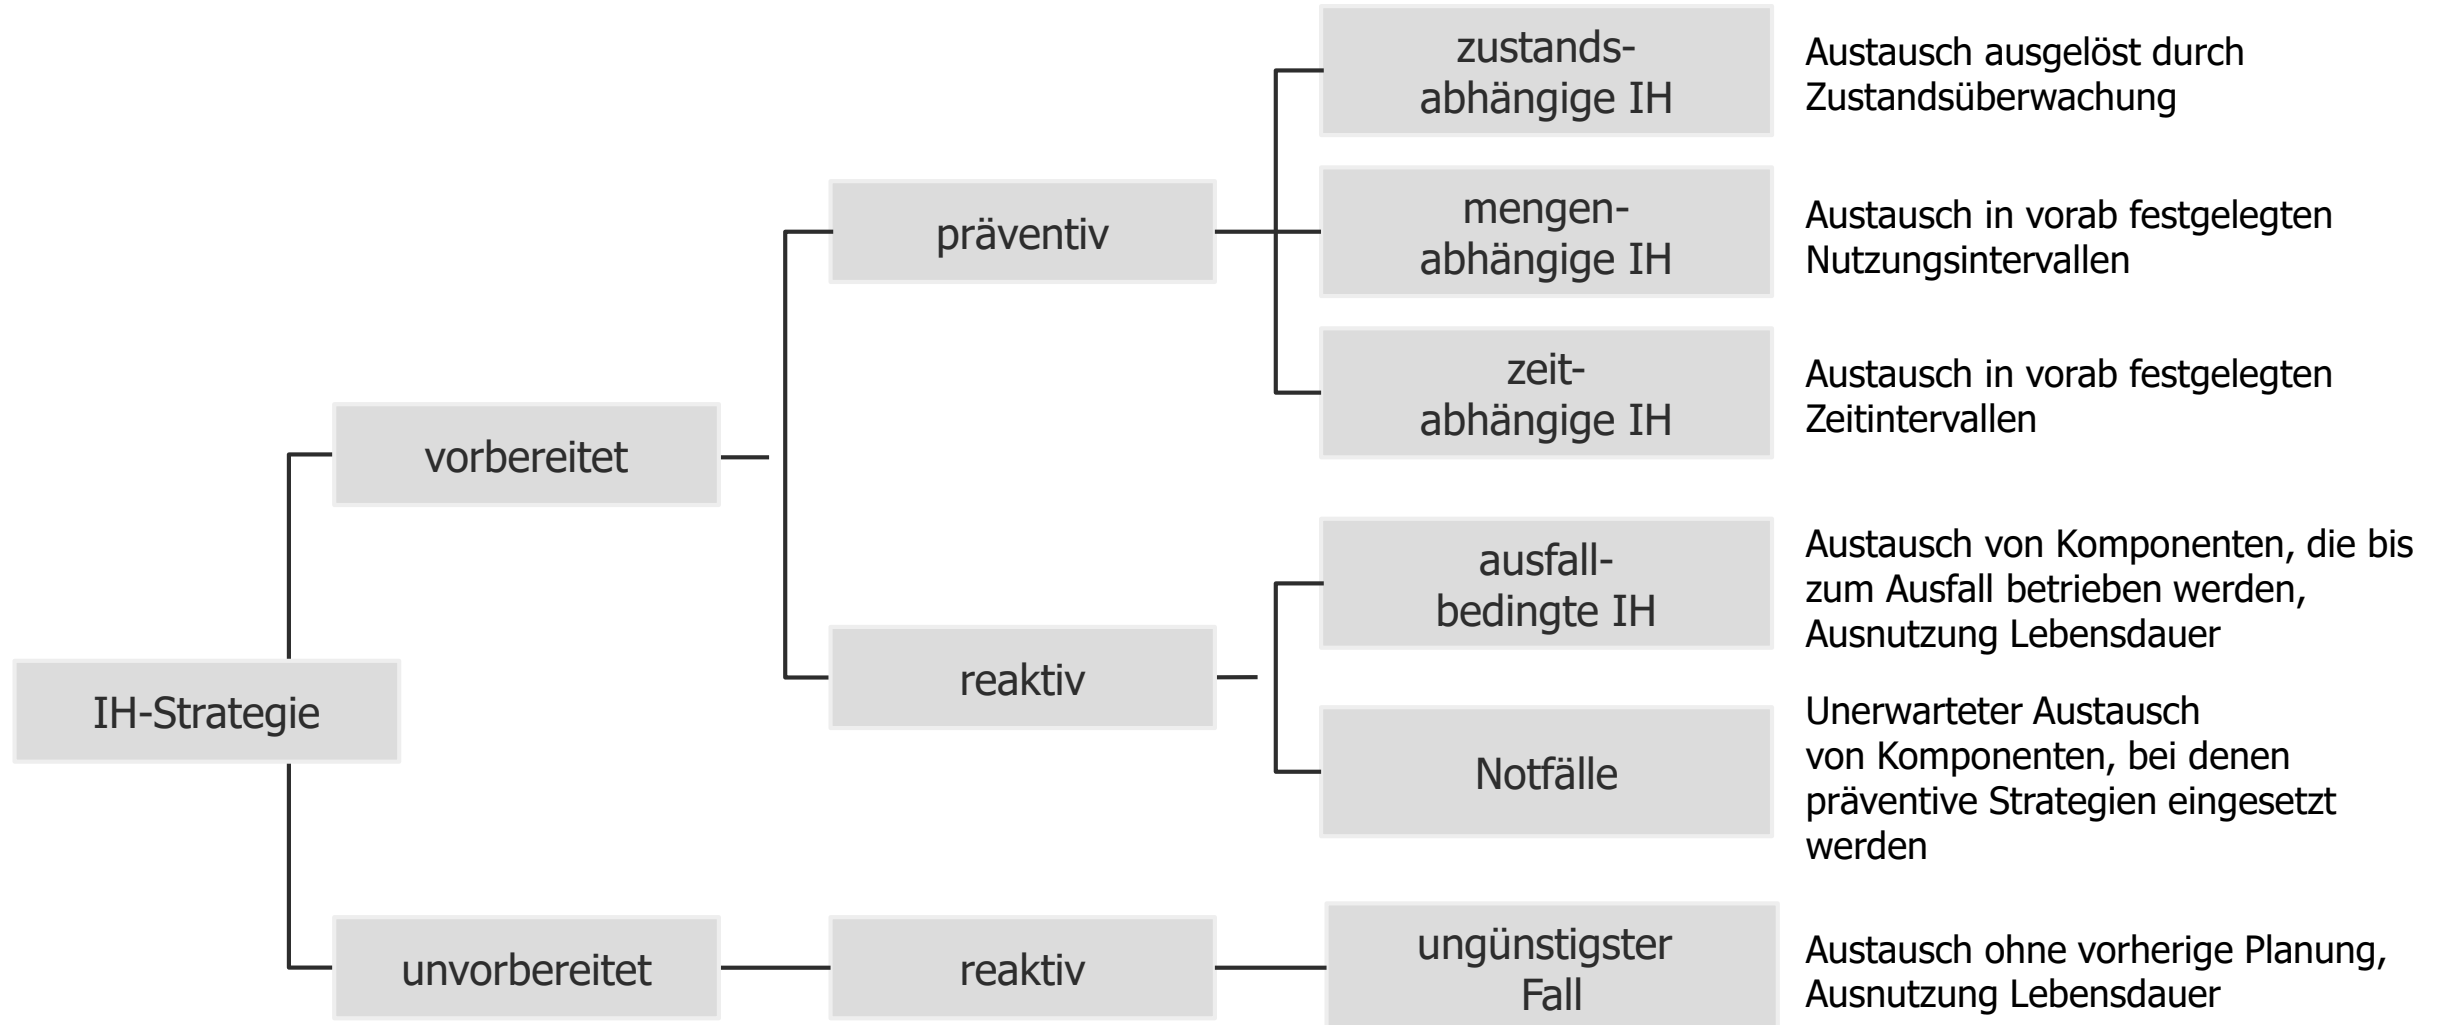 zustands-
abhängige IH
Austausch ausgelöst durch
Zustandsüberwachung
mengen-
abhängige IH
Austausch in vorab festgelegten
Nutzungsintervallen
präventiv
zeit-
abhängige IH
Austausch in vorab festgelegten
Zeitintervallen
vorbereitet
ausfall-
bedingte IH
Austausch von Komponenten, die bis
zum Ausfall betrieben werden,
Ausnutzung Lebensdauer
reaktiv
IH-Strategie
Notfälle
Unerwarteter Austausch
von Komponenten, bei denen
präventive Strategien eingesetzt
werden
unvorbereitet
reaktiv
ungünstigster
Fall
Austausch ohne vorherige Planung,
Ausnutzung Lebensdauer